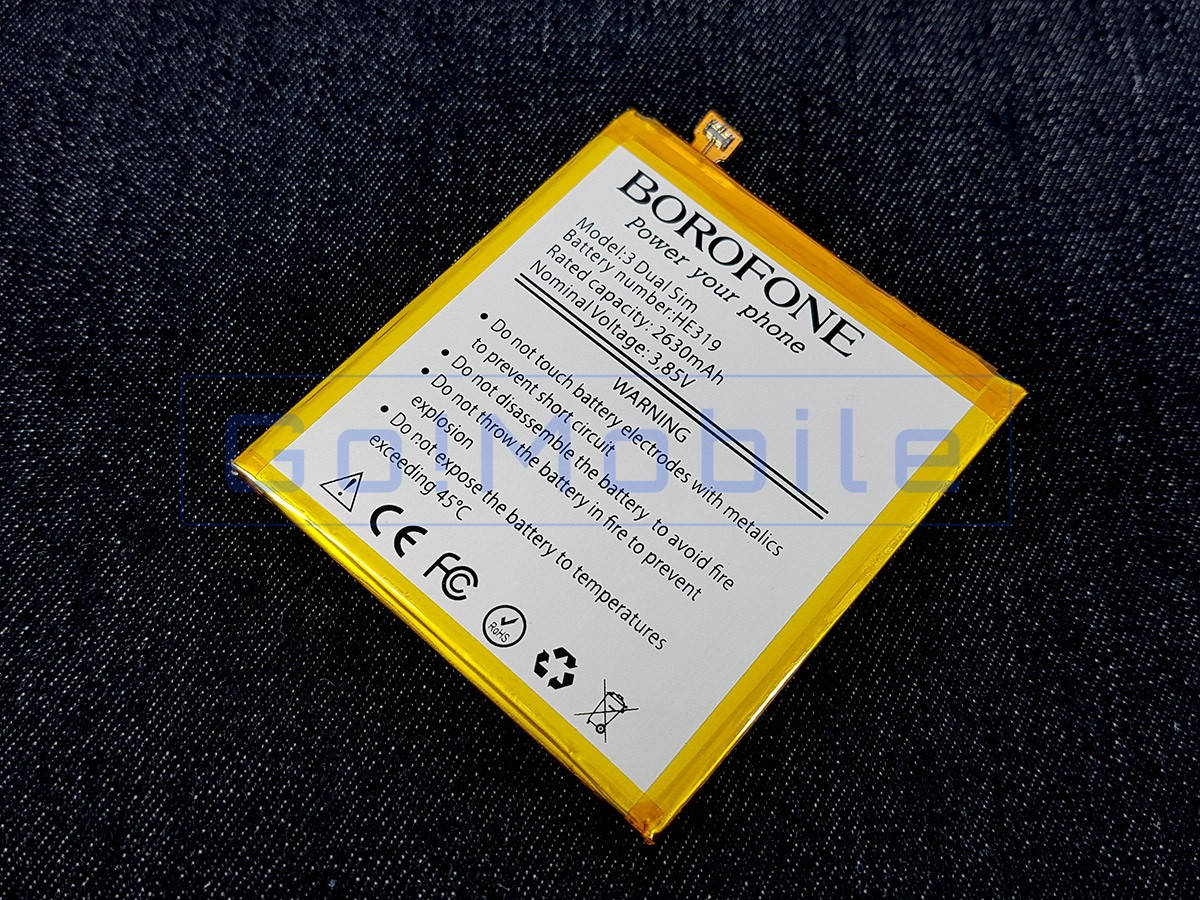 BOROFONE
Power your phone
Model:3 Dual Sim
Battery number:HE319
Rated capacity: 2630mAh
Nominal Voltage: 3,85V
WARNING
• Do not touch battery electrodes with metalics
to prevent short circuit
• Do not disassemble the battery to avoid fire
• Do not throw the battery in fire to prevent
explosion
• Do not expose the battery to temperatures
exceeding 45°C
CE FC RoHS
Go!Mobile